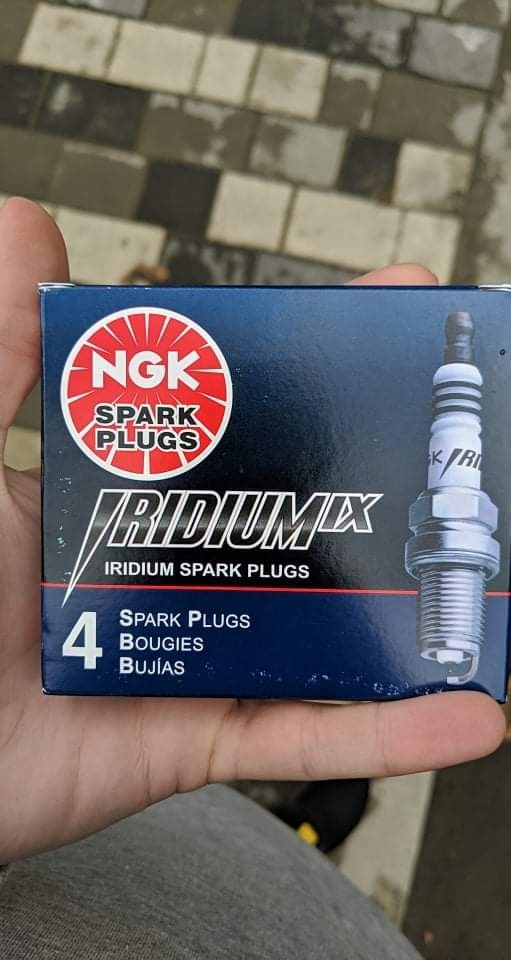 NGK
SPARK
PLUGS
IRIDIUM IX
IRIDIUM SPARK PLUGS
4
SPARK PLUGS
BOUGIES
BUJÍAS